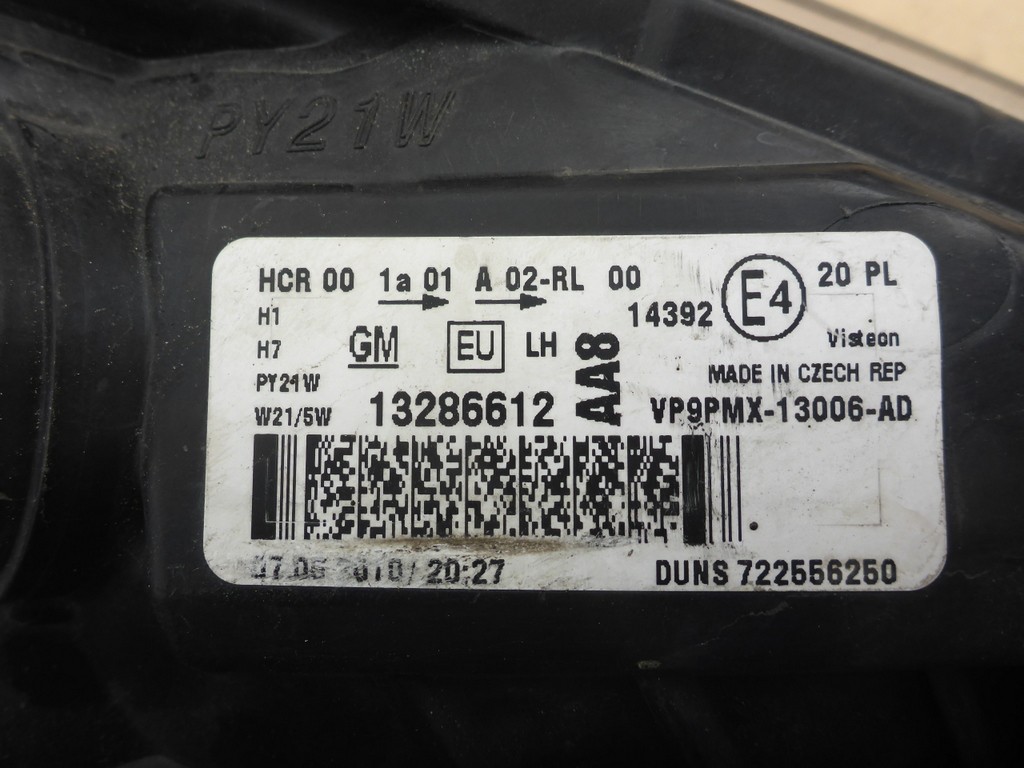 PY21W
HCR 00 1a 01 A 02-RL 00
20 PL
E4
H1
14392
H7
GM
EU
LH
AA8
Visteon
PY21W
MADE IN CZECH REP
W21/5W
13286612
VP9PMX-13006-AD
20:27
DUNS 722556250